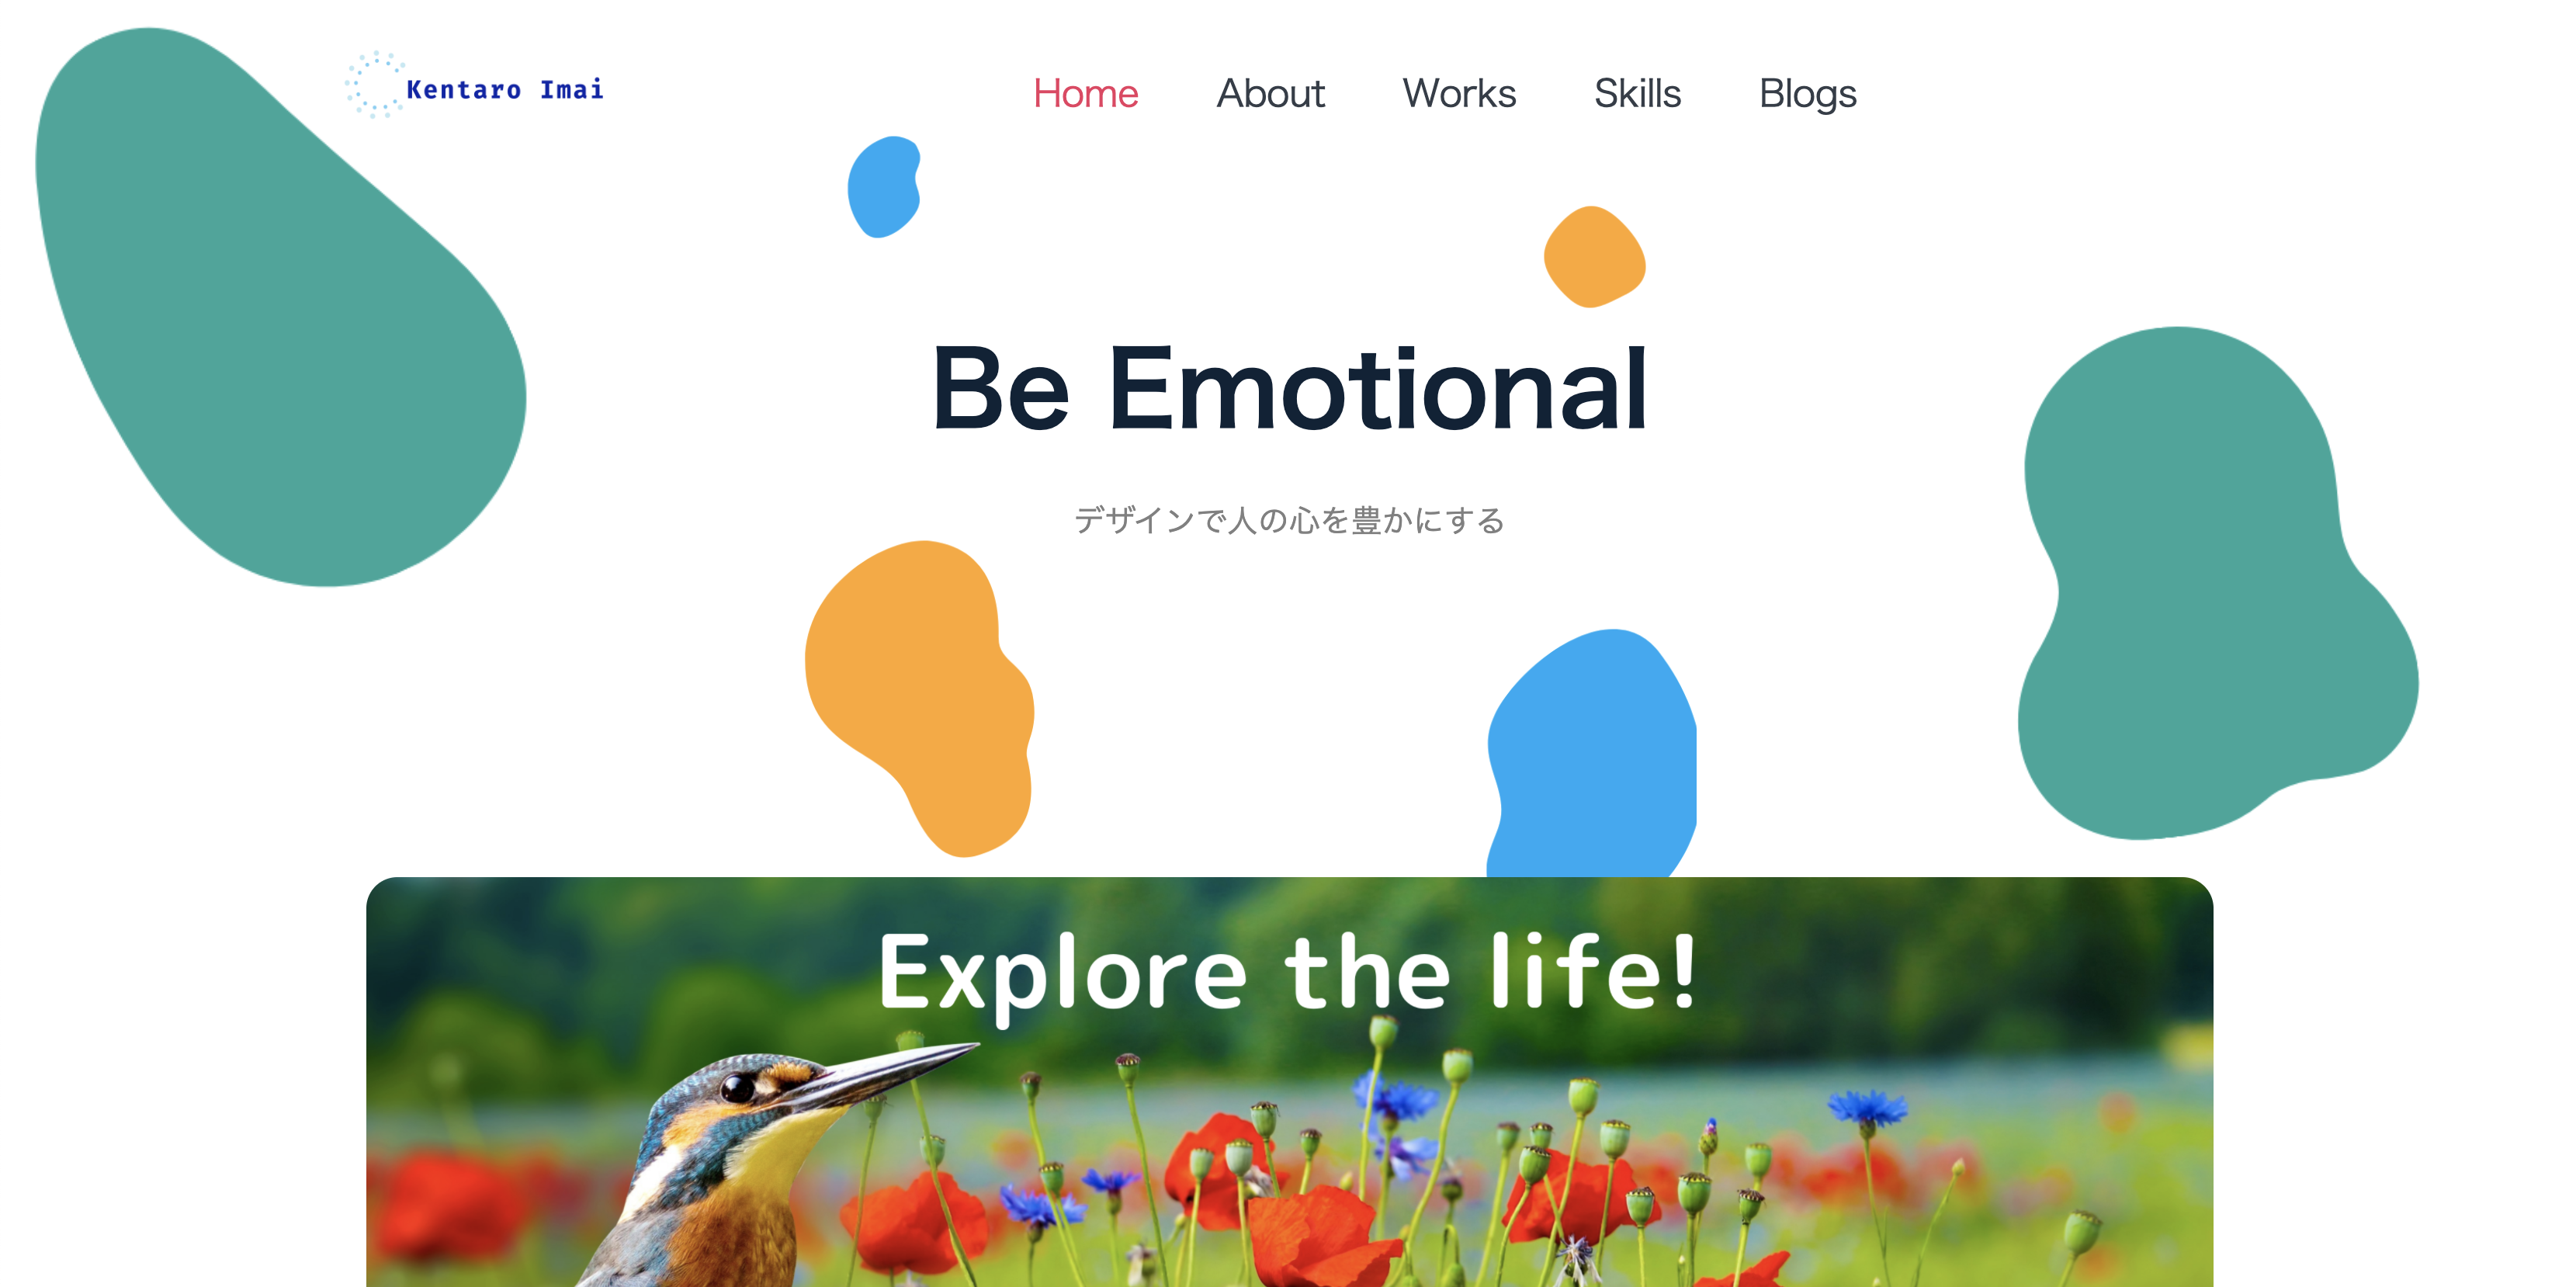 Kentaro Imai
Home About Works Skills Blogs
Be Emotional
デザインで人の心を豊かにする
Explore the life!